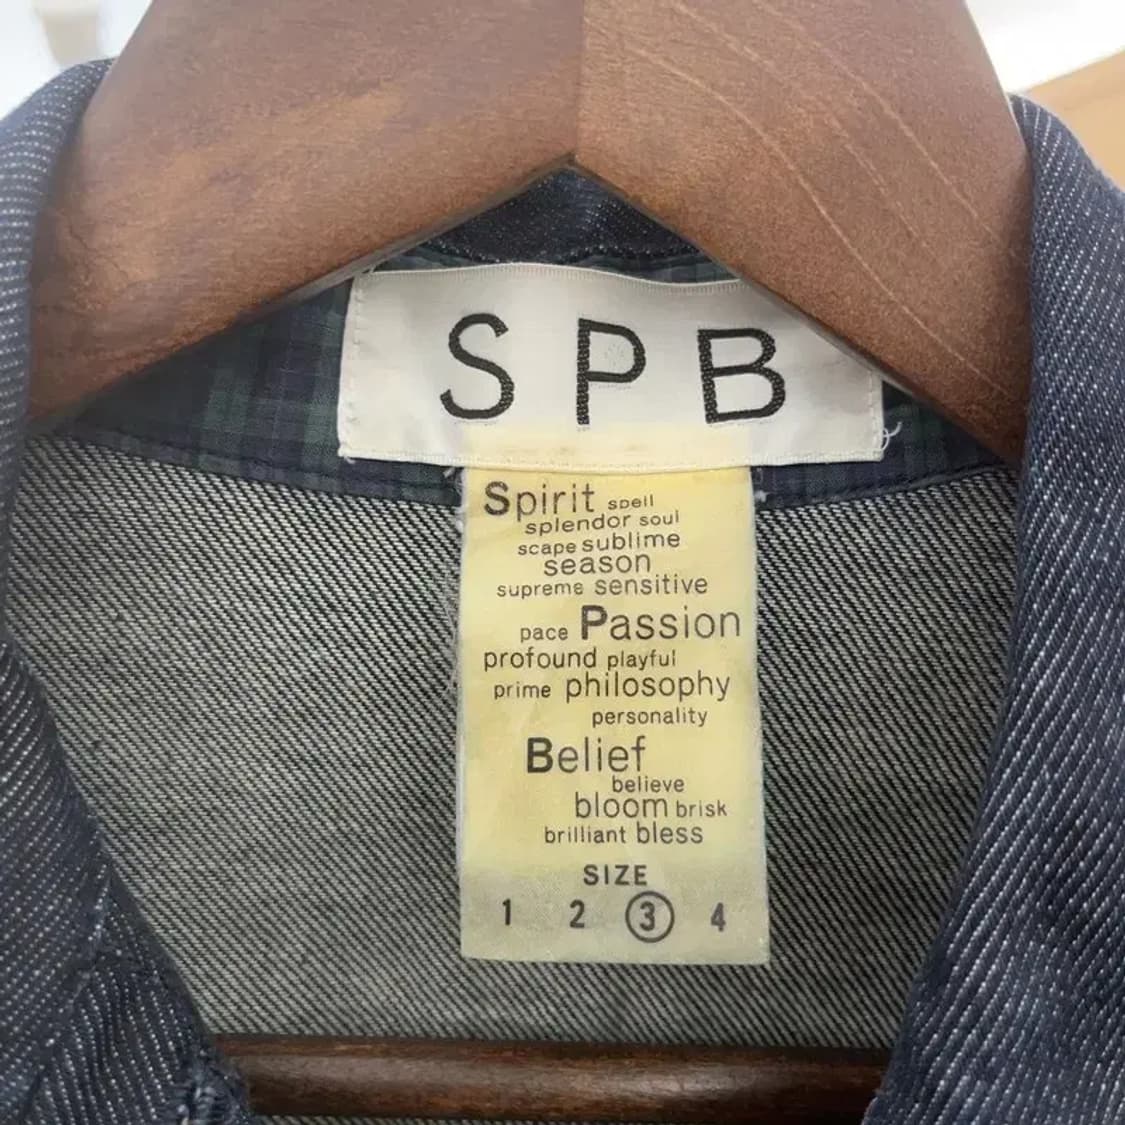 SPB
Spirit spell
splendor soul
scape sublime
season
supreme sensitive
pace Passion
profound playful
prime philosophy
personality
Belief
believe
bloom brisk
brilliant bless
SIZE
1 2 3 4